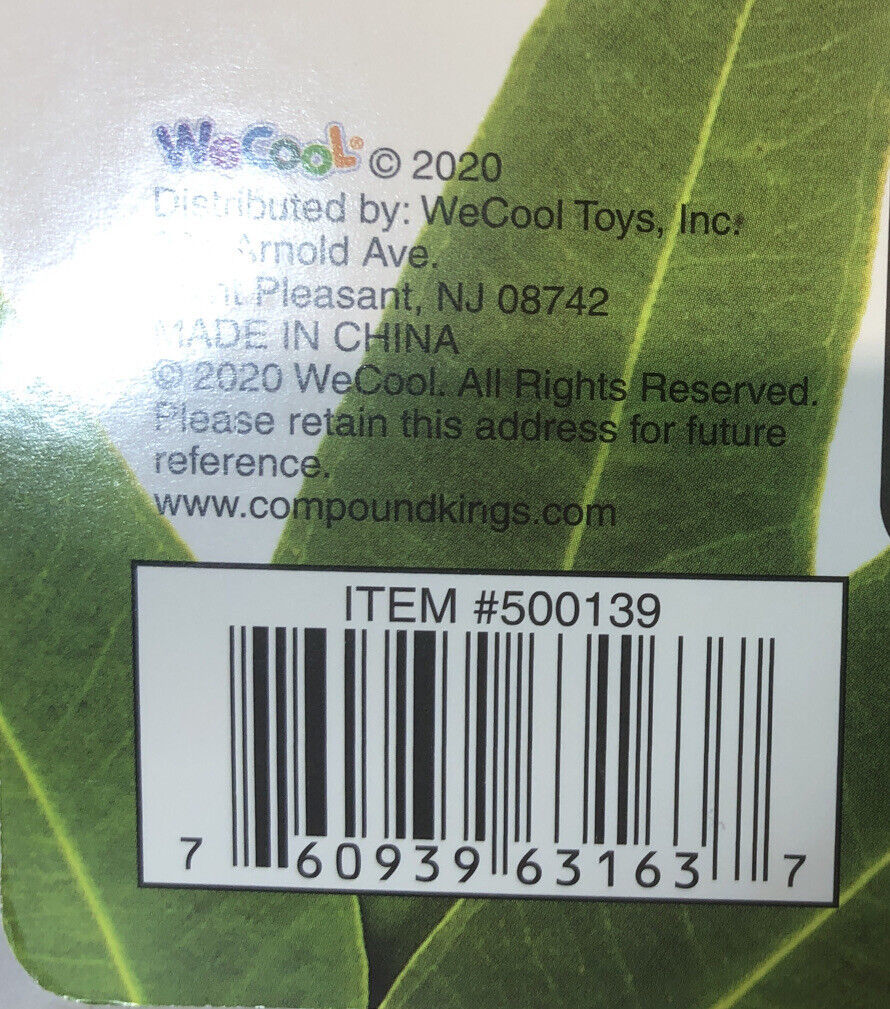 WeCool® © 2020
Distributed by: WeCool Toys, Inc.
Arnold Ave.
Pleasant, NJ 08742
MADE IN CHINA
© 2020 WeCool. All Rights Reserved.
Please retain this address for future
reference.
www.compoundkings.com
ITEM #500139
7 60939 63163 7